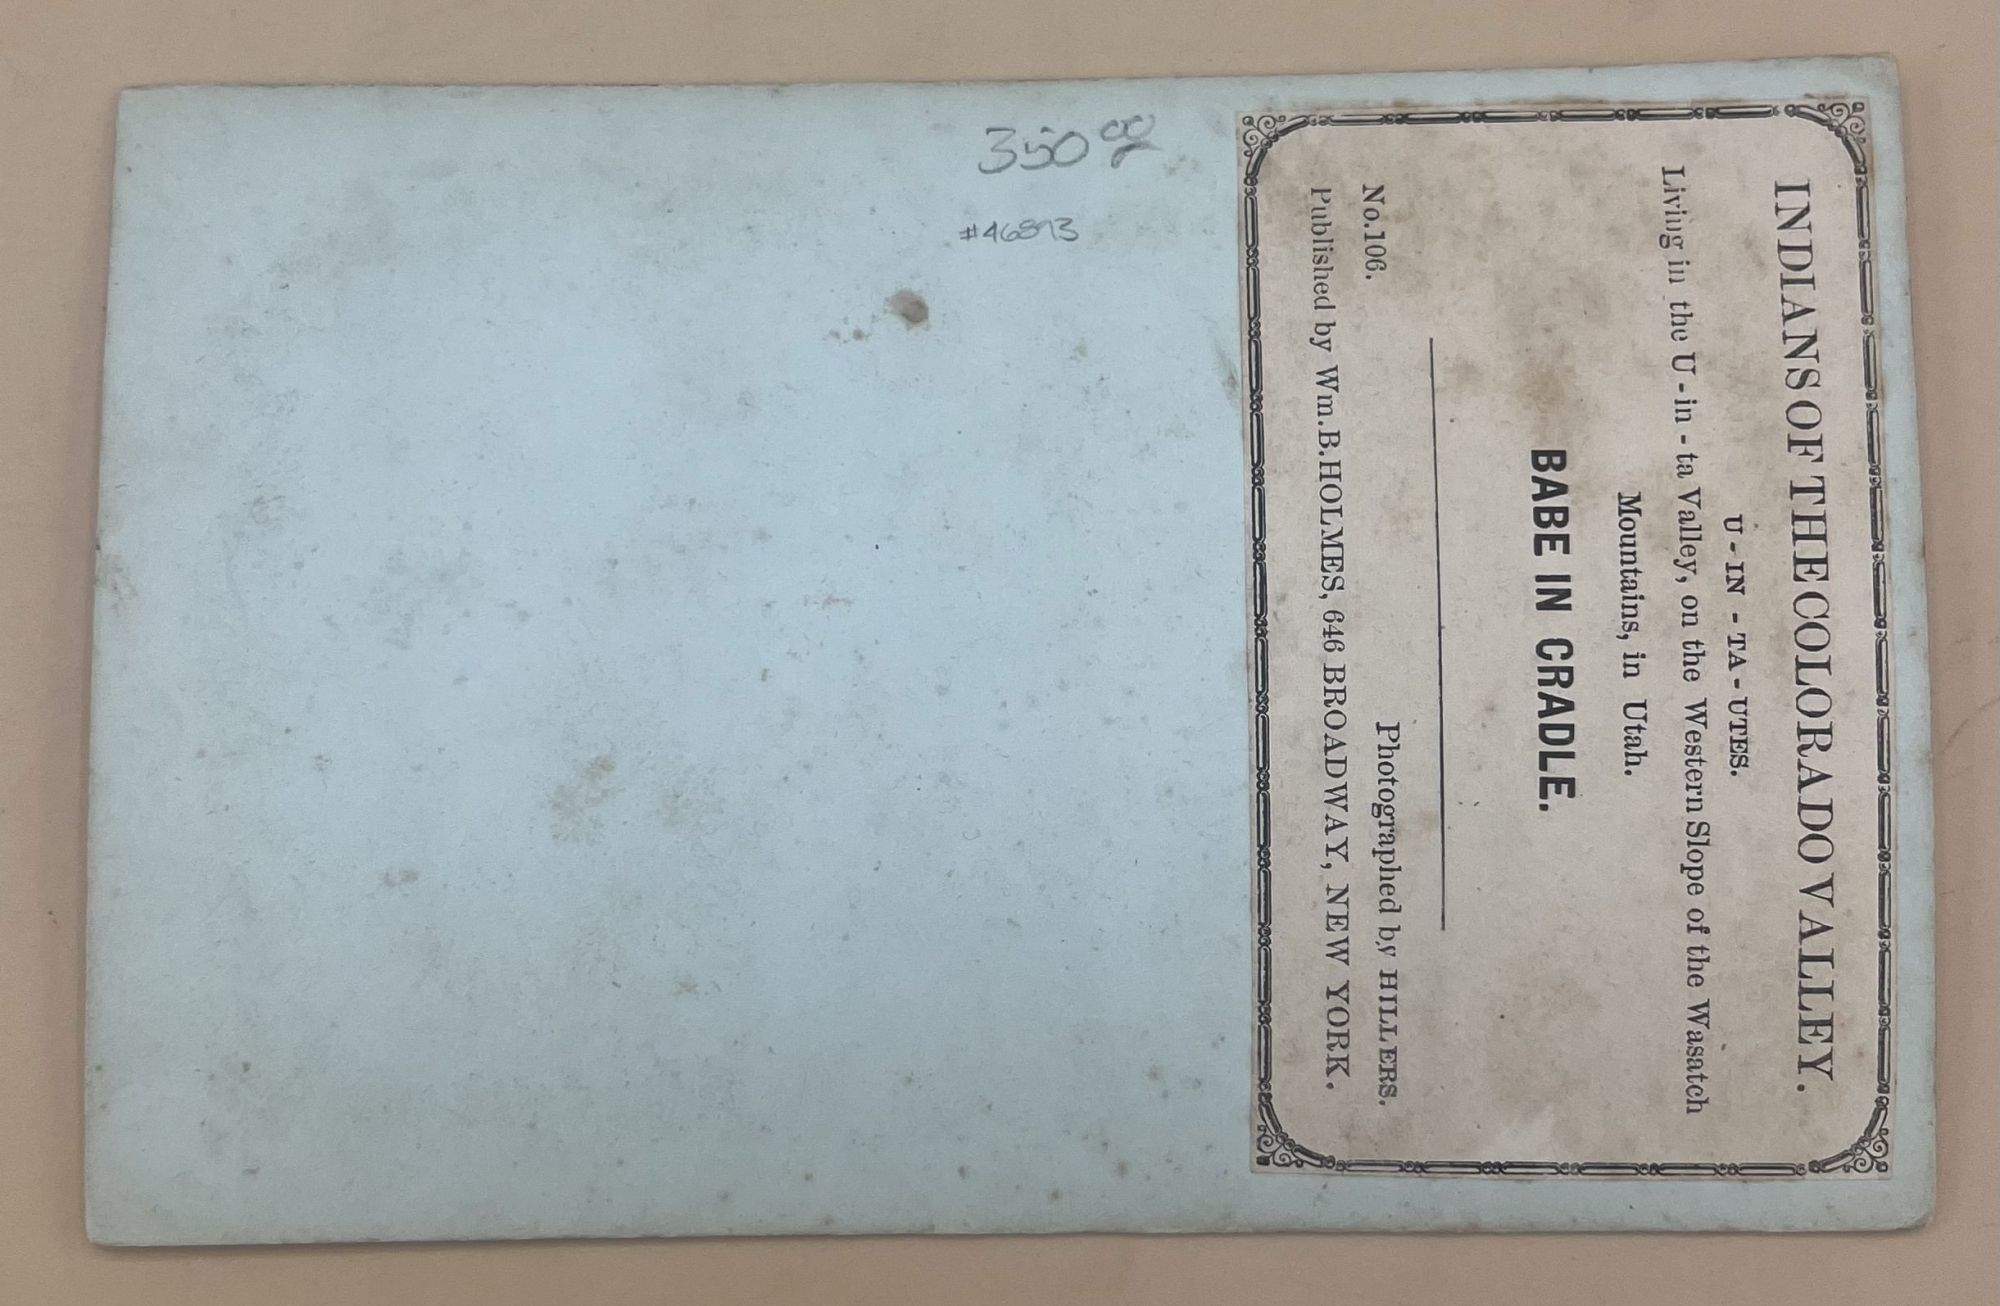 350 00
#46893
INDIANS OF THE COLORADO VALLEY.
U-IN-TA-UTES.
Living in the U-in-ta Valley, on the Western Slope of the Wasatch
Mountains, in Utah.
BABE IN CRADLE.
No. 106.
Photographed by HILLERS.
Published by Wm. B. HOLMES, 646 BROADWAY, NEW YORK.